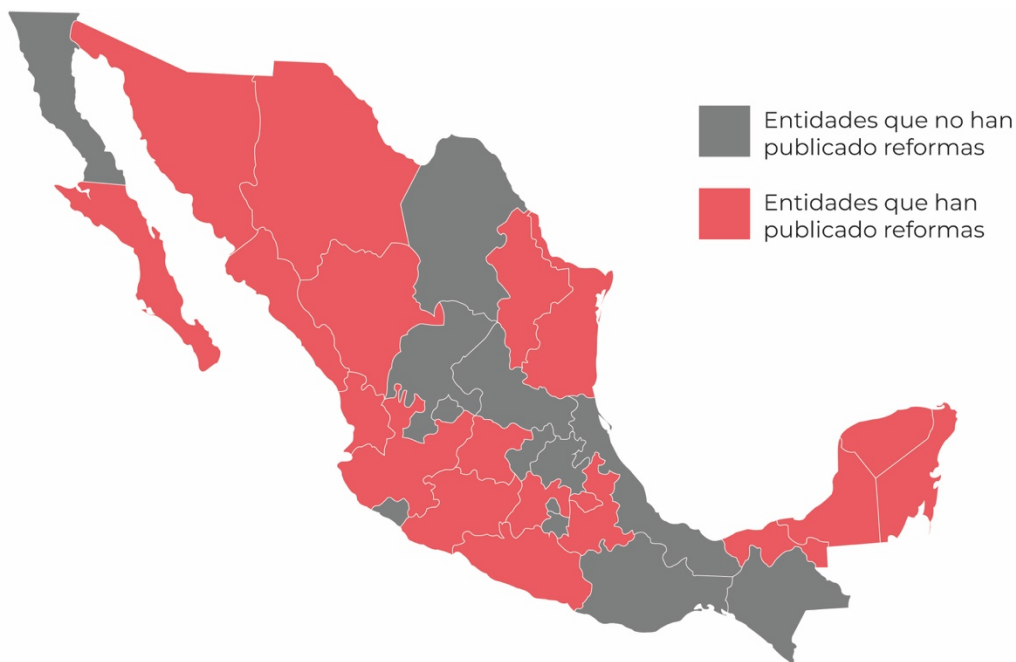 Entidades que no han
publicado reformas
Entidades que han
publicado reformas